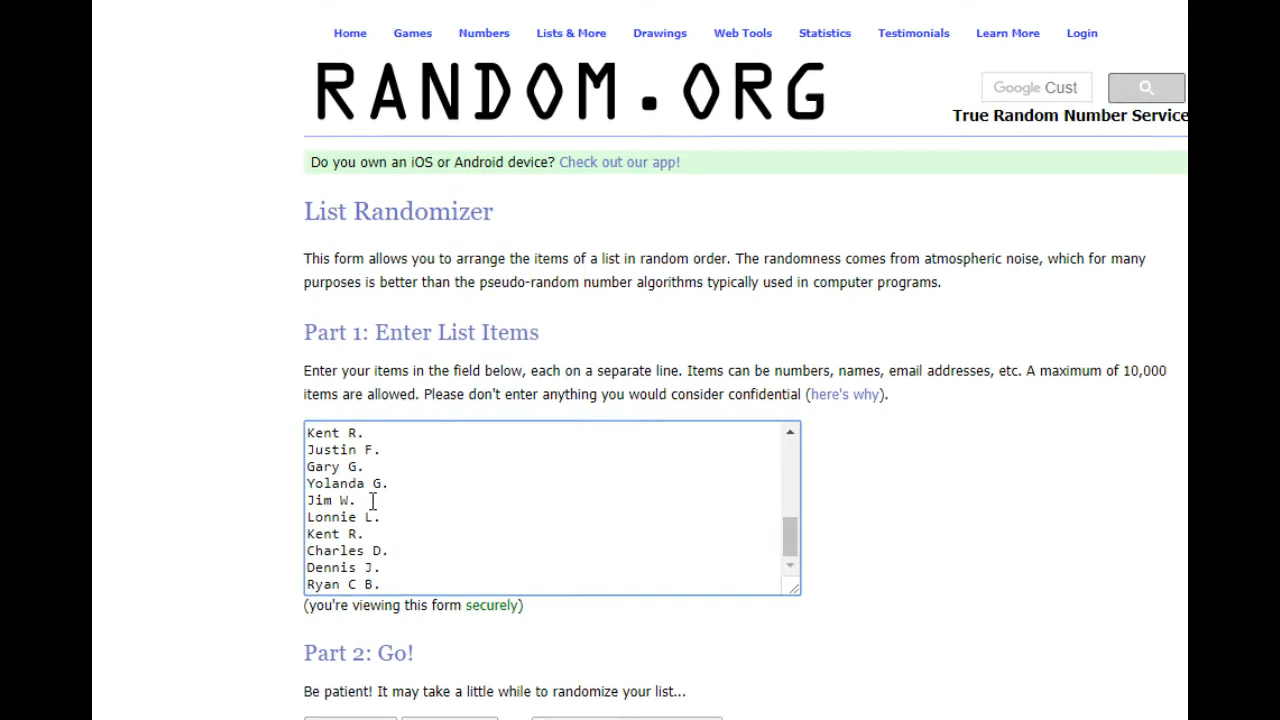 Home Games Numbers Lists & More Drawings Web Tools Statistics Testimonials Learn More Login
RANDOM.ORG
Google Cust
True Random Number Service
Do you own an iOS or Android device? Check out our app!
List Randomizer
This form allows you to arrange the items of a list in random order. The randomness comes from atmospheric noise, which for many
purposes is better than the pseudo-random number algorithms typically used in computer programs.
Part 1: Enter List Items
Enter your items in the field below, each on a separate line. Items can be numbers, names, email addresses, etc. A maximum of 10,000
items are allowed. Please don't enter anything you would consider confidential (here's why).
Kent R.
Justin F.
Gary G.
Yolanda G.
Jim W.
Lonnie L.
Kent R.
Charles D.
Dennis J.
Ryan C B.
(you're viewing this form securely)
Part 2: Go!
Be patient! It may take a little while to randomize your list...